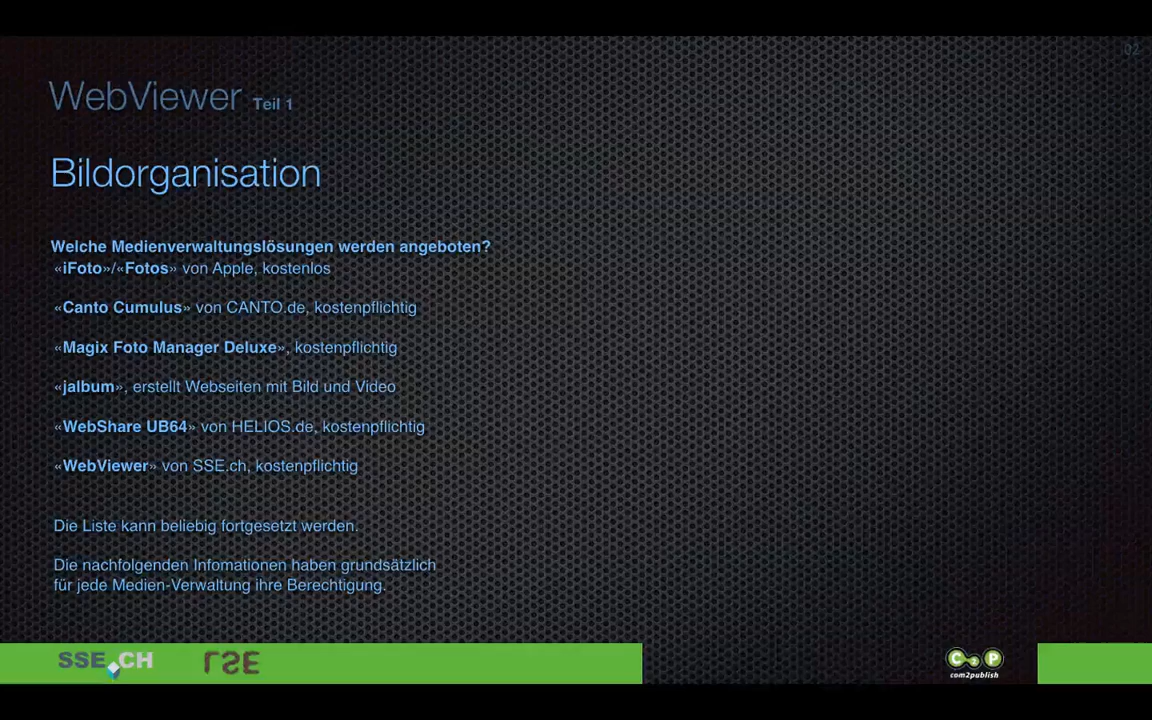 02
WebViewer Teil 1
Bildorganisation
Welche Medienverwaltungslösungen werden angeboten?
«iFoto»/«Fotos» von Apple, kostenlos
«Canto Cumulus» von CANTO.de, kostenpflichtig
«Magix Foto Manager Deluxe», kostenpflichtig
«jalbum», erstellt Webseiten mit Bild und Video
«WebShare UB64» von HELIOS.de, kostenpflichtig
«WebViewer» von SSE.ch, kostenpflichtig
Die Liste kann beliebig fortgesetzt werden.
Die nachfolgenden Infomationen haben grundsätzlich
für jede Medien-Verwaltung ihre Berechtigung.
SSE.CH
C2P
com2publish